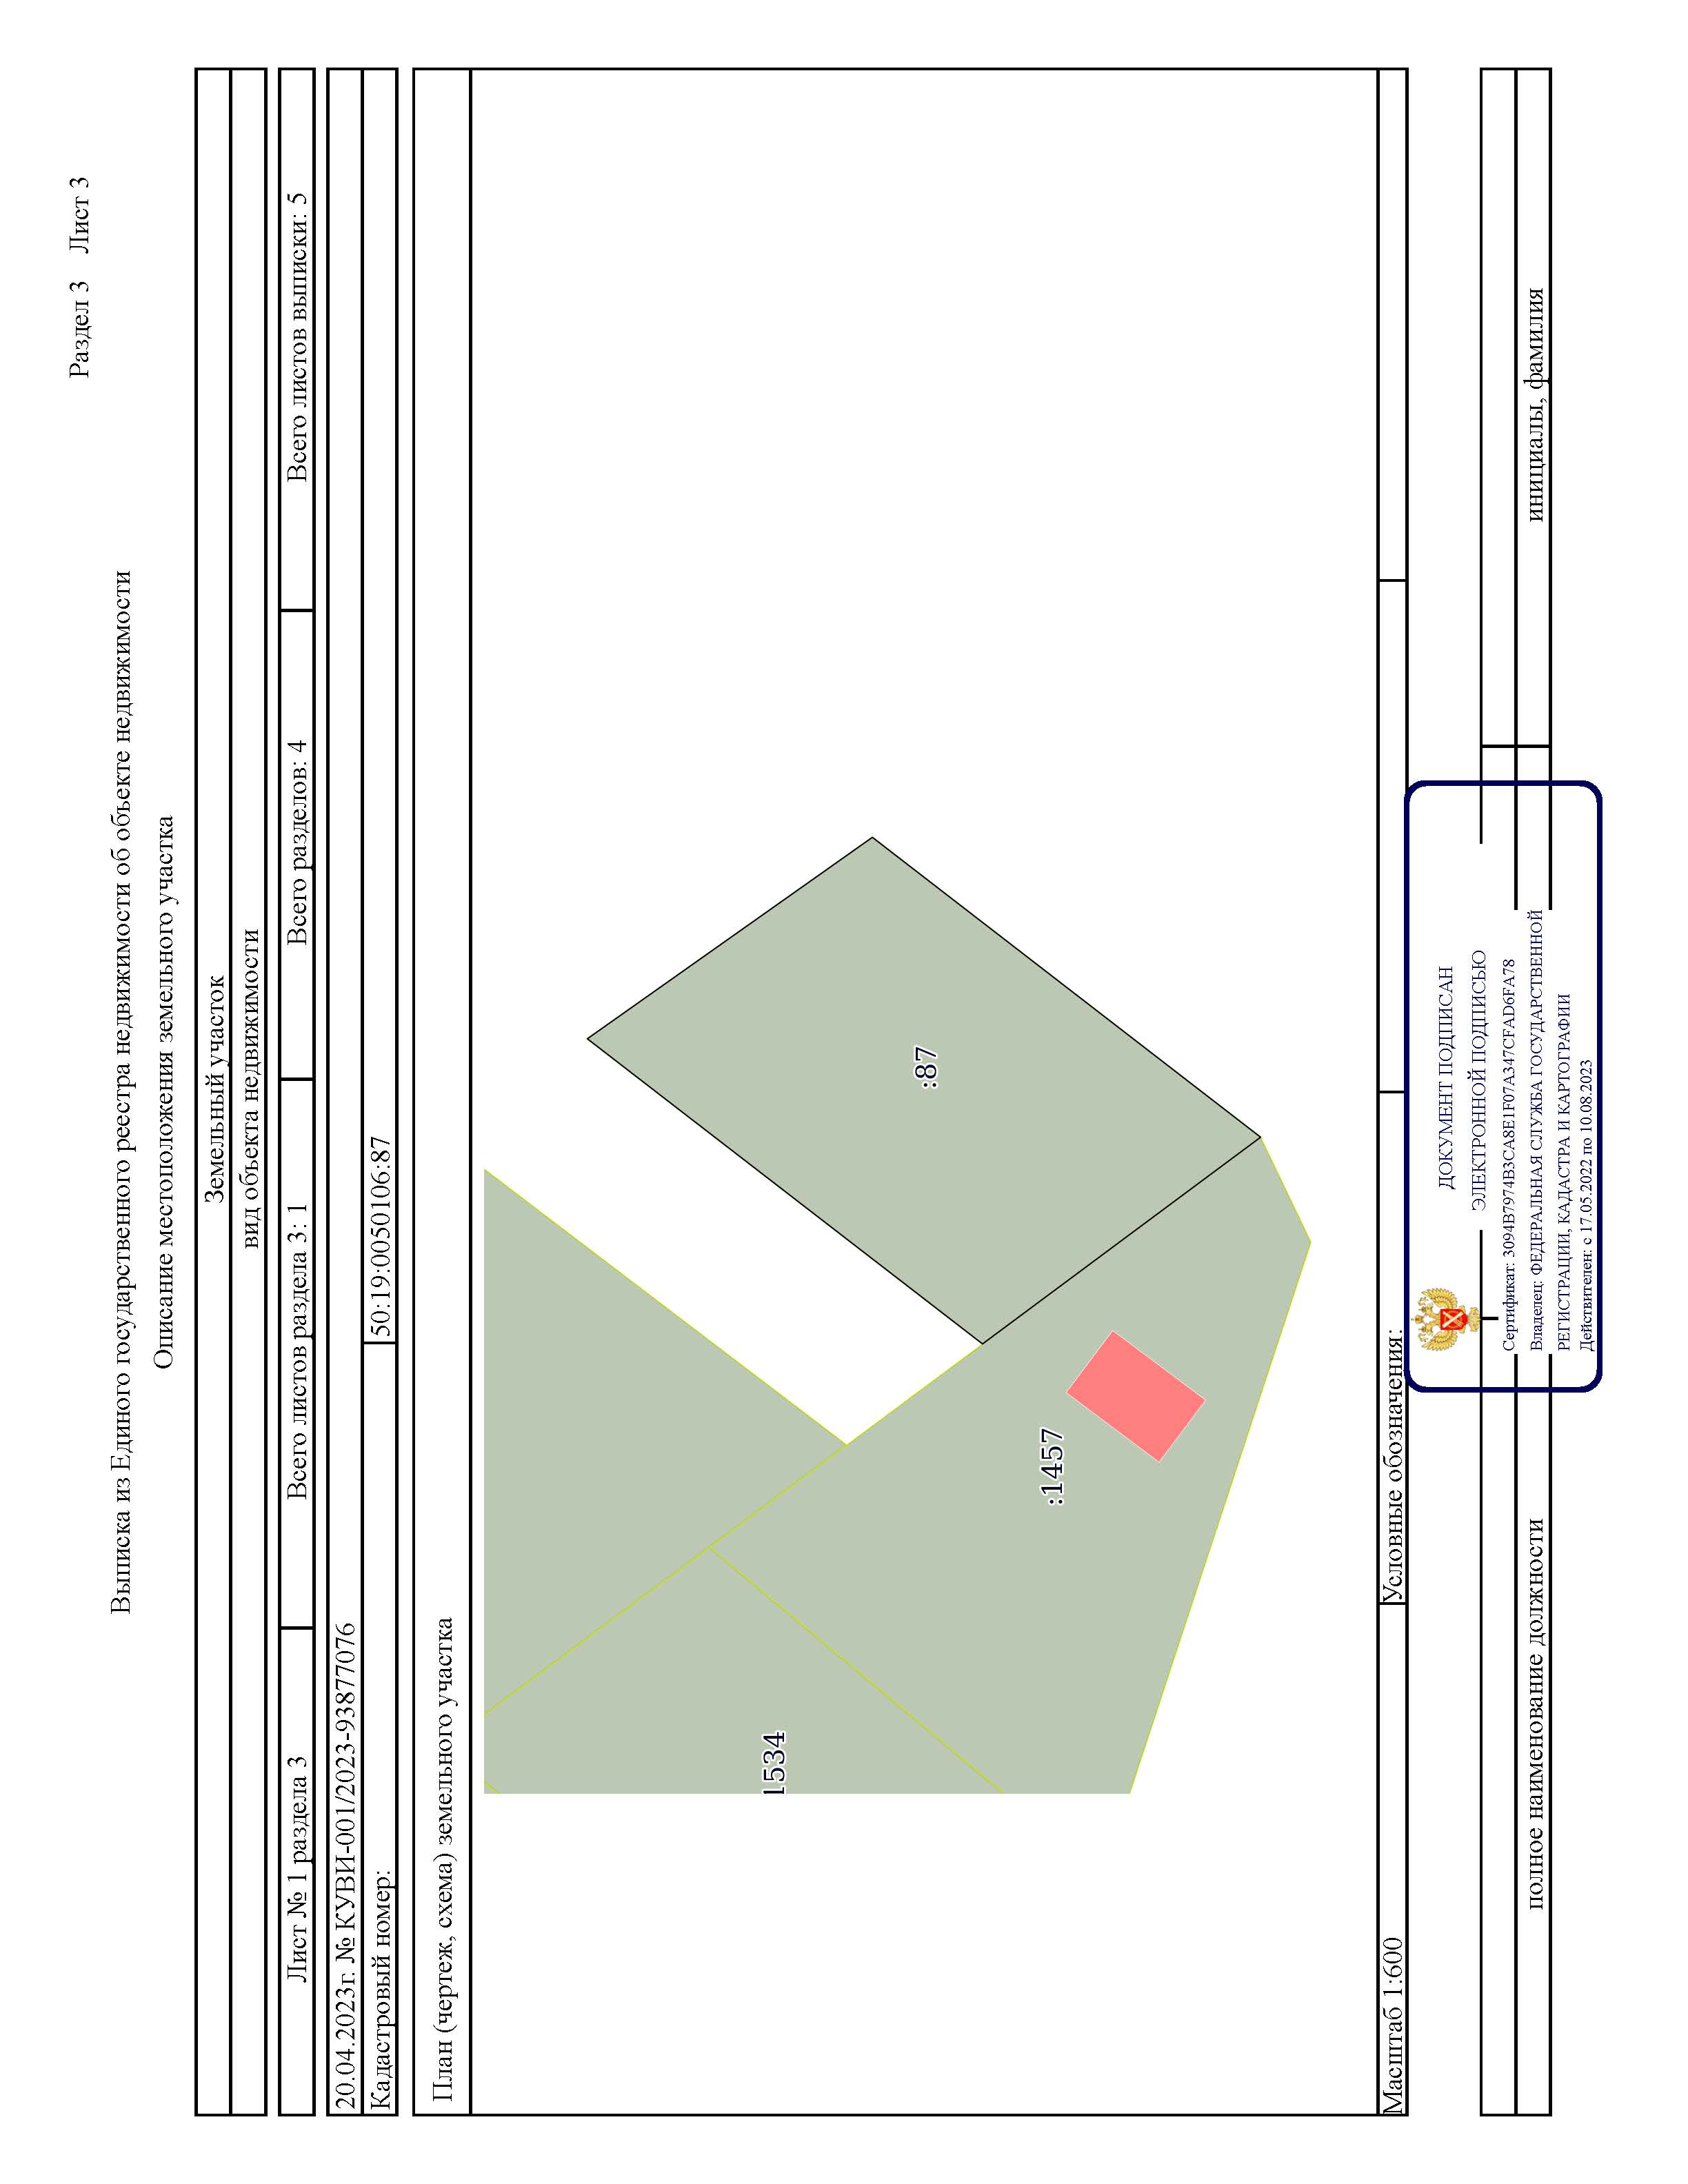 Раздел 3 Лист 3
Выписка из Единого государственного реестра недвижимости об объекте недвижимости
Описание местоположения земельного участка
Земельный участок
вид объекта недвижимости
Лист № 1 раздела 3 Всего листов раздела 3: 1 Всего разделов: 4 Всего листов выписки: 5
20.04.2023г. № КУВИ-001/2023-93877076
Кадастровый номер: 50:19:0050106:87
План (чертеж, схема) земельного участка
:87
:1457
1534
Масштаб 1:600 Условные обозначения:
ДОКУМЕНТ ПОДПИСАН
ЭЛЕКТРОННОЙ ПОДПИСЬЮ
Сертификат: 3094B7974B3CA8E1F07A347CFAD6FA78
Владелец: ФЕДЕРАЛЬНАЯ СЛУЖБА ГОСУДАРСТВЕННОЙ
РЕГИСТРАЦИИ, КАДАСТРА И КАРТОГРАФИИ
Действителен: с 17.05.2022 по 10.08.2023
полное наименование должности инициалы, фамилия